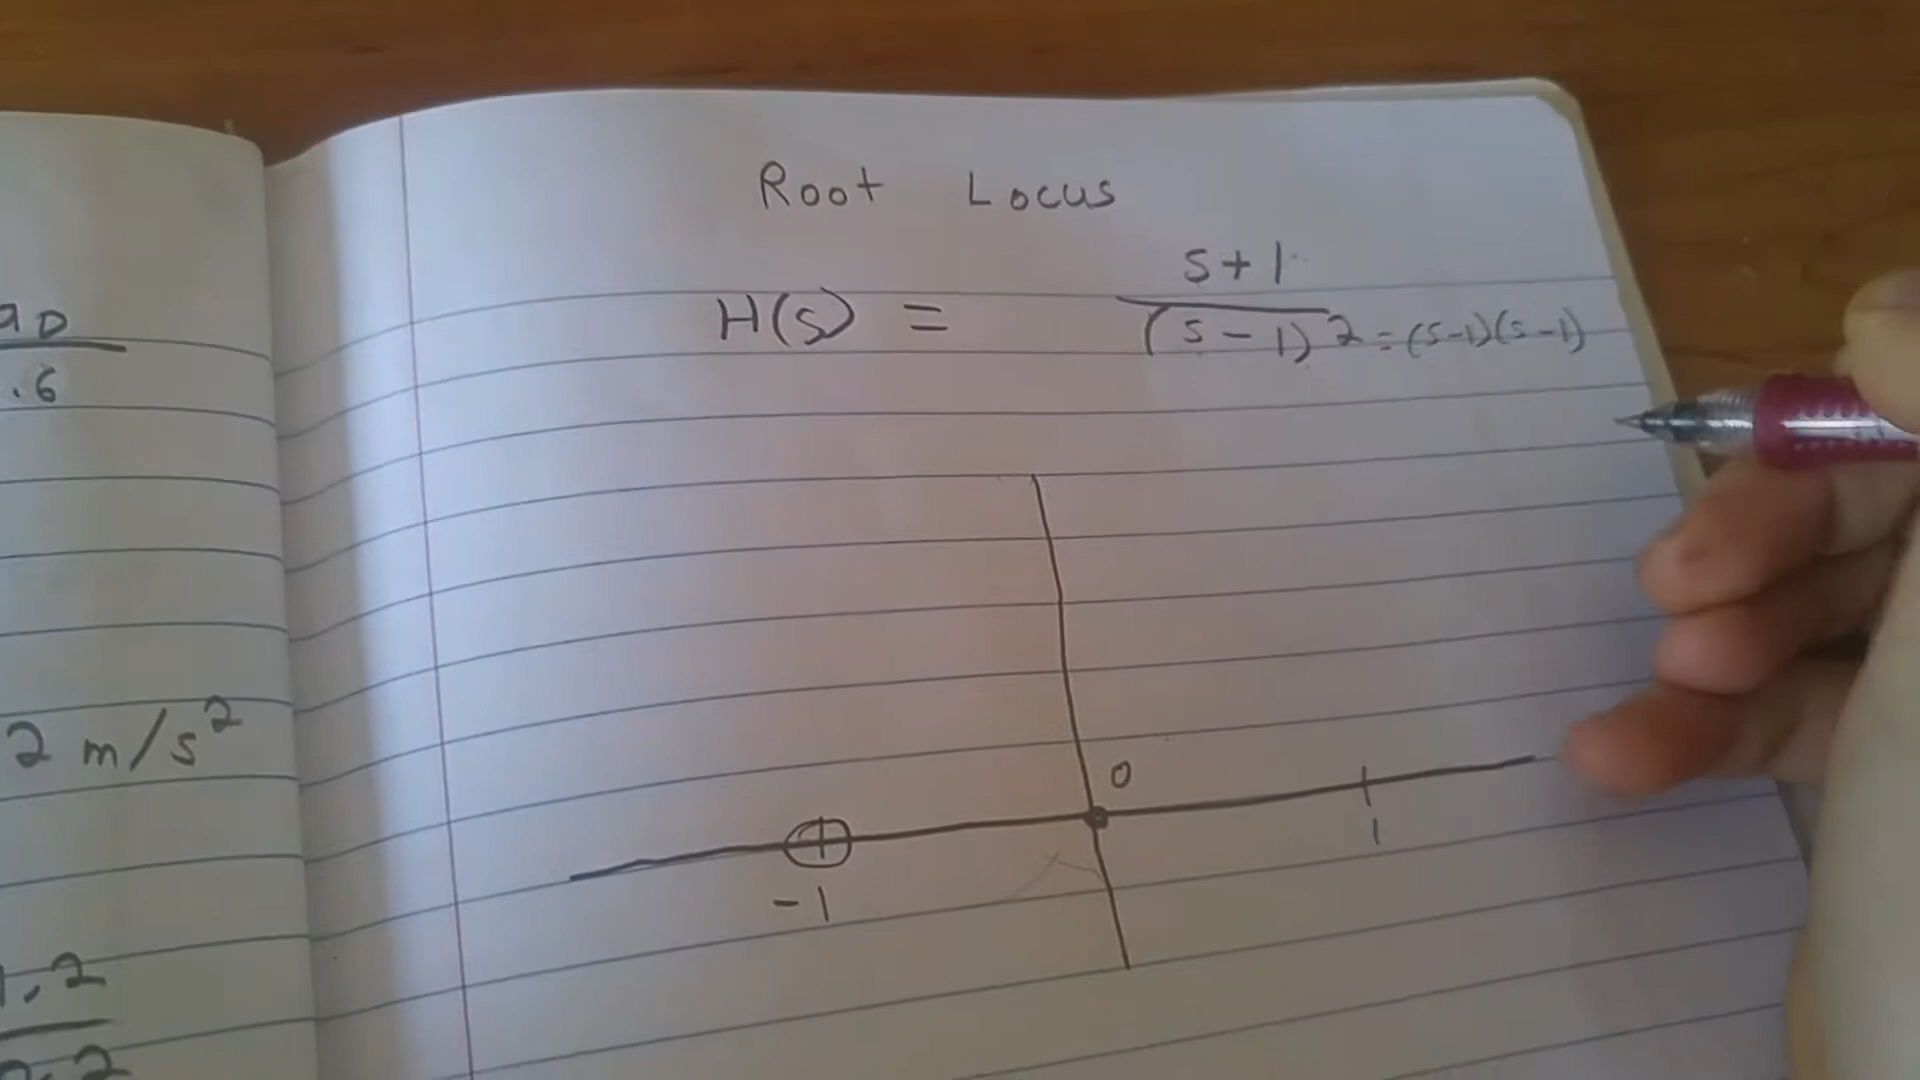 Root Locus
s+1
H(s) =
(s-1)2=(s-1)(s-1)
.6
2 m/s2
0
1
-1